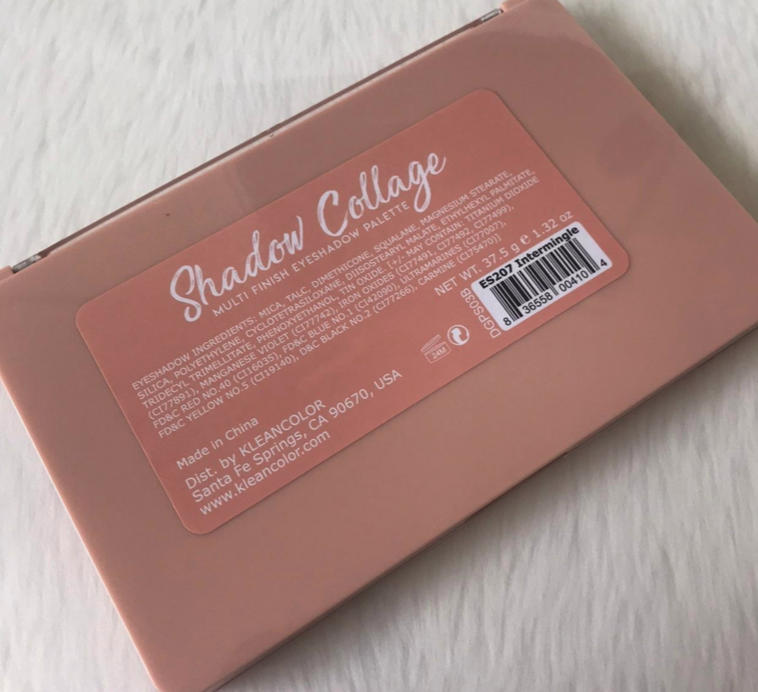 Shadow Collage
MULTI FINISH EYESHADOW PALETTE
EYESHADOW INGREDIENTS: MICA, TALC, DIMETHICONE, SQUALANE, MAGNESIUM STEARATE,
SILICA, POLYETHYLENE, CYCLOTETRASILOXANE, DIISOSTEARYL MALATE, ETHYLHEXYL PALMITATE,
TRIDECYL TRIMELLITATE, PHENOXYETHANOL, TIN OXIDE. [+/- MAY CONTAIN: TITANIUM DIOXIDE
(CI77891), MANGANESE VIOLET (CI77742), IRON OXIDES (CI77491, CI77492, CI77499),
FD&C RED NO.40 (CI16035), FD&C BLUE NO.1 (CI42090), ULTRAMARINES (CI77007),
FD&C YELLOW NO.5 (CI19140), D&C BLACK NO.2 (CI77266), CARMINE (CI75470)]
NET WT. 37.5 g e 1.32 oz
DGPS03B
ES207 Intermingle
8 36558 00410 4
24M
Made in China
Dist. by KLEANCOLOR
Santa Fe Springs, CA 90670, USA
www.kleancolor.com